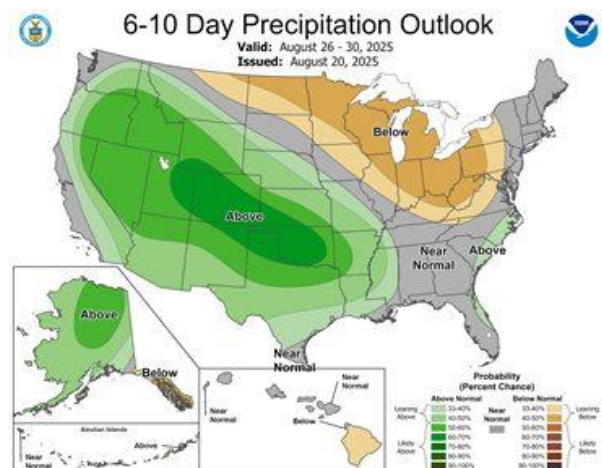 6-10 Day Precipitation Outlook
Valid: August 26 - 30, 2025
Issued: August 20, 2025
Below
Above
Near
Normal
Above
Near
Normal
Above
Below
Aleutian Islands
Near
Normal
Above
Near
Normal
Near
Normal
Below
Probability
(Percent Chance)
Above Normal
Below Normal
Leaning
Above
33-40%
40-50%
Near
Normal
33-40%
40-50%
Leaning
Below
Likely
Above
50-60%
60-70%
70-80%
80-90%
90-100%
50-60%
60-70%
70-80%
80-90%
90-100%
Likely
Below